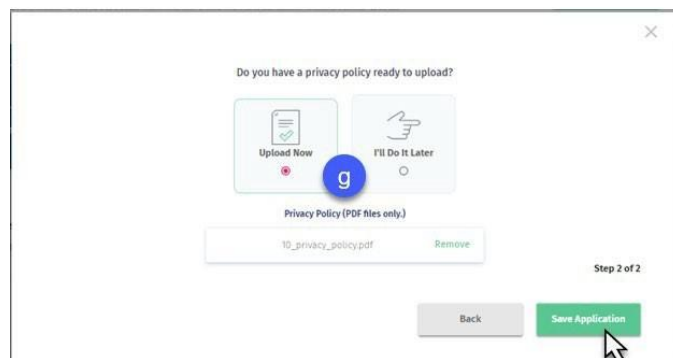 Do you have a privacy policy ready to upload?
Upload Now
I'll Do It Later
g
Privacy Policy (PDF files only.)
10_privacy_policy.pdf
Remove
Step 2 of 2
Back
Save Application